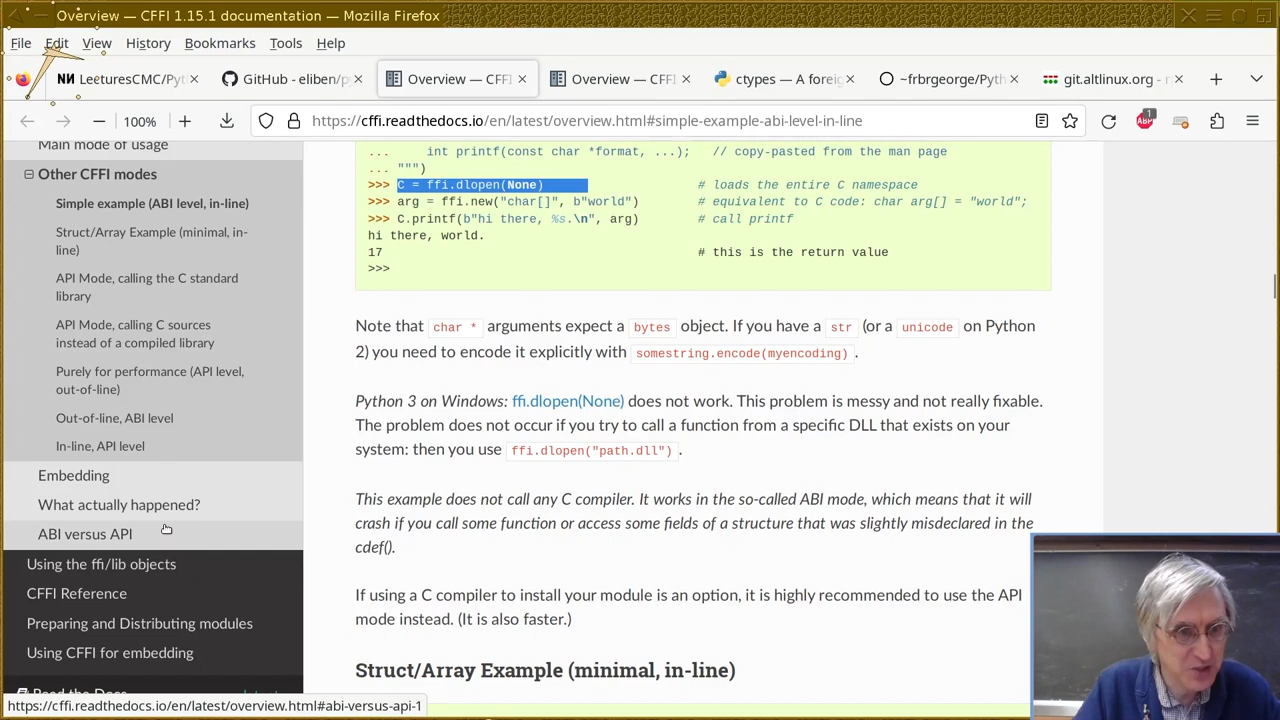 Overview — CFFI 1.15.1 documentation — Mozilla Firefox
File Edit View History Bookmarks Tools Help
LecturesCMC/Pyt
GitHub - eliben/p
Overview — CFFI
Overview — CFFI
ctypes — A foreig
~frbrgeorge/Pyth
git.altlinux.org - r
100%
https://cffi.readthedocs.io/en/latest/overview.html#simple-example-abi-level-in-line
ABP 1
Main mode of usage
Other CFFI modes
Simple example (ABI level, in-line)
Struct/Array Example (minimal, in-
line)
API Mode, calling the C standard
library
API Mode, calling C sources
instead of a compiled library
Purely for performance (API level,
out-of-line)
Out-of-line, ABI level
In-line, API level
Embedding
What actually happened?
ABI versus API
Using the ffi/lib objects
CFFI Reference
Preparing and Distributing modules
Using CFFI for embedding
Read the Docs
https://cffi.readthedocs.io/en/latest/overview.html#abi-versus-api-1
... int printf(const char *format, ...); // copy-pasted from the man page
... """)
>>> C = ffi.dlopen(None) # loads the entire C namespace
>>> arg = ffi.new("char[]", b"world") # equivalent to C code: char arg[] = "world";
>>> C.printf(b"hi there, %s.\n", arg) # call printf
hi there, world.
17 # this is the return value
>>>
Note that char * arguments expect a bytes object. If you have a str (or a unicode on Python
2) you need to encode it explicitly with somestring.encode(myencoding) .
Python 3 on Windows: ffi.dlopen(None) does not work. This problem is messy and not really fixable.
The problem does not occur if you try to call a function from a specific DLL that exists on your
system: then you use ffi.dlopen("path.dll") .
This example does not call any C compiler. It works in the so-called ABI mode, which means that it will
crash if you call some function or access some fields of a structure that was slightly misdeclared in the
cdef().
If using a C compiler to install your module is an option, it is highly recommended to use the API
mode instead. (It is also faster.)
Struct/Array Example (minimal, in-line)